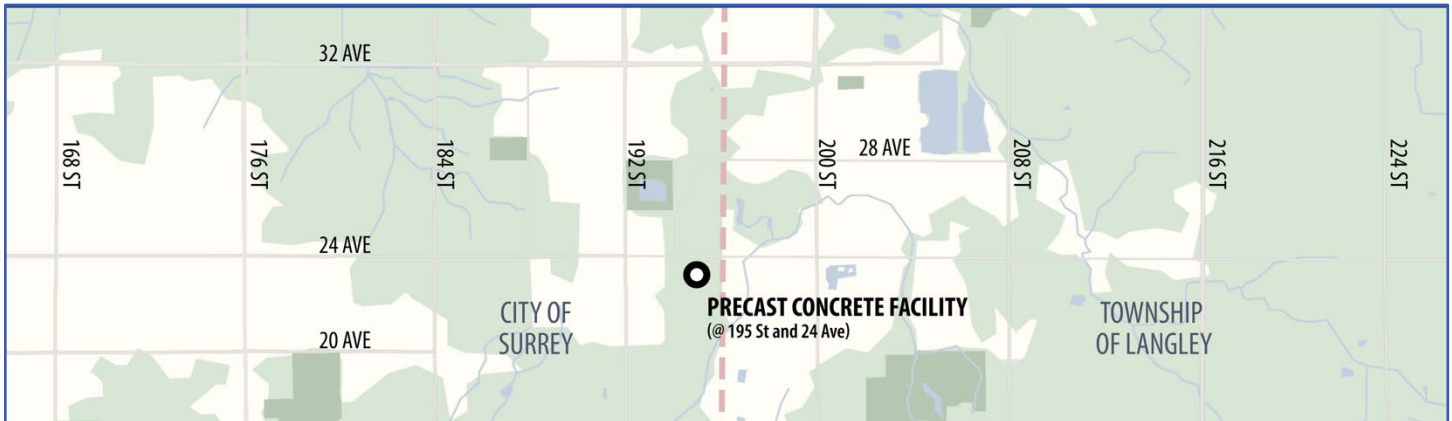 32 AVE
168 ST
176 ST
184 ST
192 ST
200 ST
28 AVE
208 ST
216 ST
224 ST
24 AVE
PRECAST CONCRETE FACILITY
(@ 195 St and 24 Ave)
CITY OF
SURREY
TOWNSHIP
OF LANGLEY
20 AVE